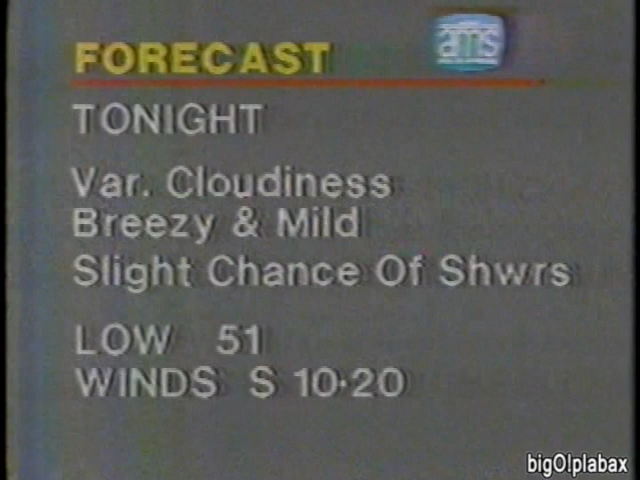 FORECAST
ams
TONIGHT
Var. Cloudiness
Breezy & Mild
Slight Chance Of Shwrs
LOW 51
WINDS S 10-20
bigO!plabax